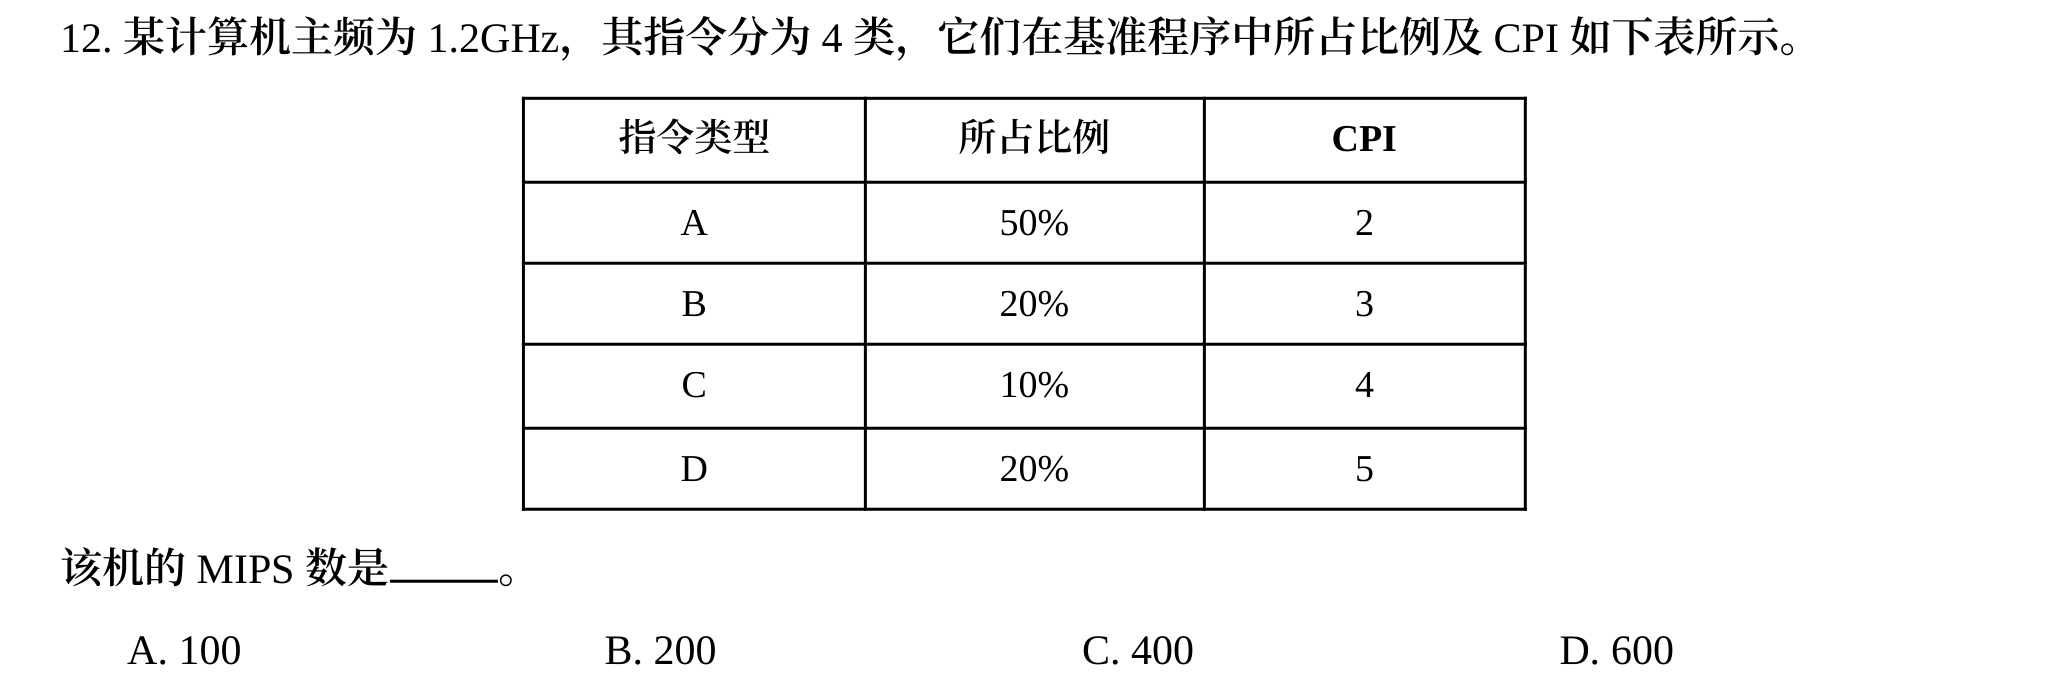 12. 某计算机主频为 1.2GHz，其指令分为 4 类，它们在基准程序中所占比例及 CPI 如下表所示。
指令类型 所占比例 CPI
A 50% 2
B 20% 3
C 10% 4
D 20% 5
该机的 MIPS 数是_____。
A. 100 B. 200 C. 400 D. 600